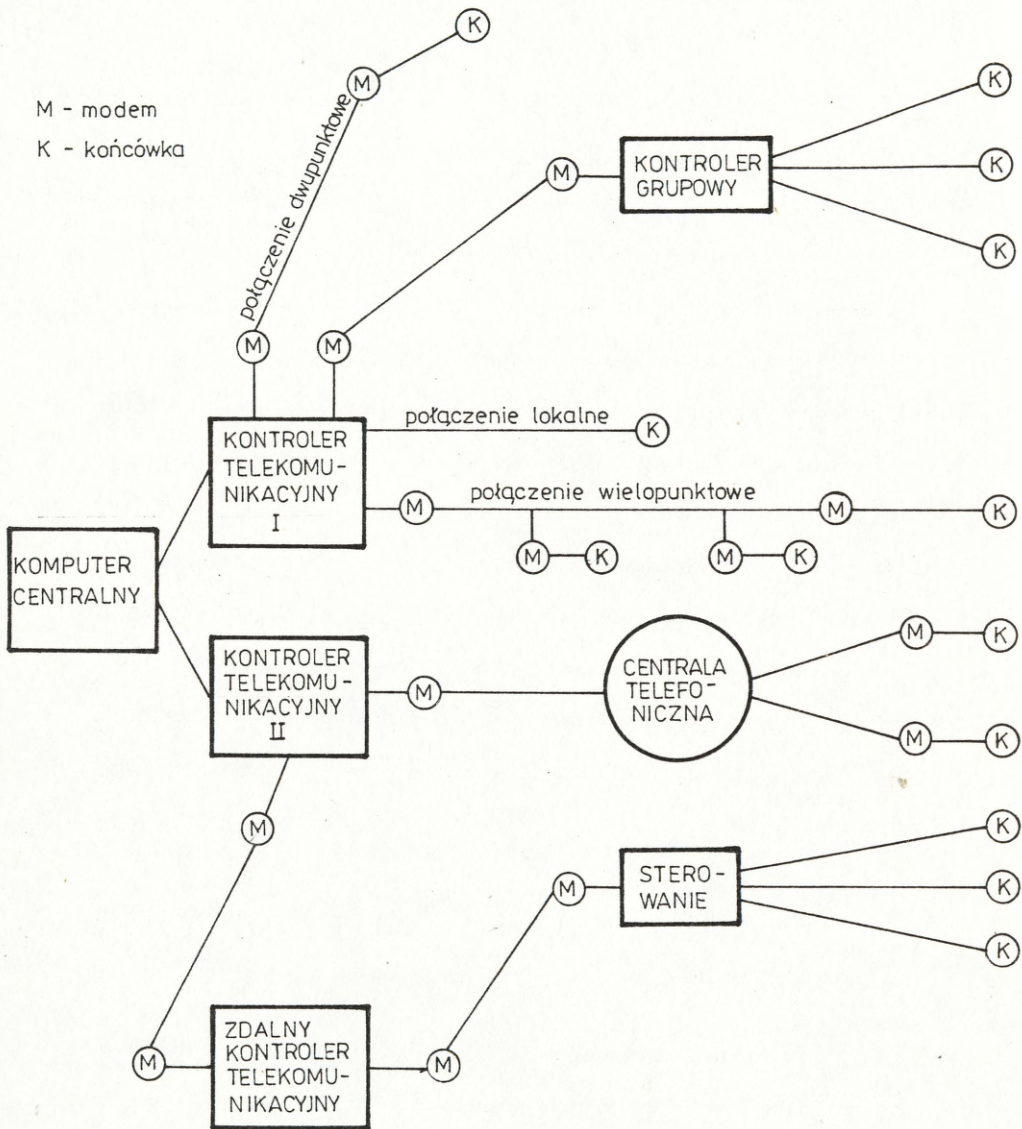 K
M
M - modem
K - końcówka
połączenie dwupunktowe
K
M
KONTROLER
GRUPOWY
K
K
M
M
KONTROLER
TELEKOMU-
NIKACYJNY
I
połączenie lokalne
K
M
połączenie wielopunktowe
M
K
M
K
M
K
KOMPUTER
CENTRALNY
KONTROLER
TELEKOMU-
NIKACYJNY
II
M
CENTRALA
TELEFO-
NICZNA
M
K
M
K
M
K
M
STERO-
WANIE
K
K
M
ZDALNY
KONTROLER
TELEKOMU-
NIKACYJNY
M